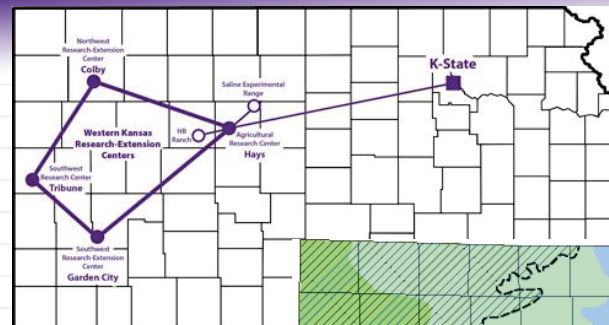 Northwest
Research-Extension
Center
Colby
K-State
Saline Experimental
Range
HB
Ranch
Agricultural
Research Center
Hays
Western Kansas
Research-Extension
Centers
Southwest
Research Center
Tribune
Southwest
Research-Extension
Center
Garden City